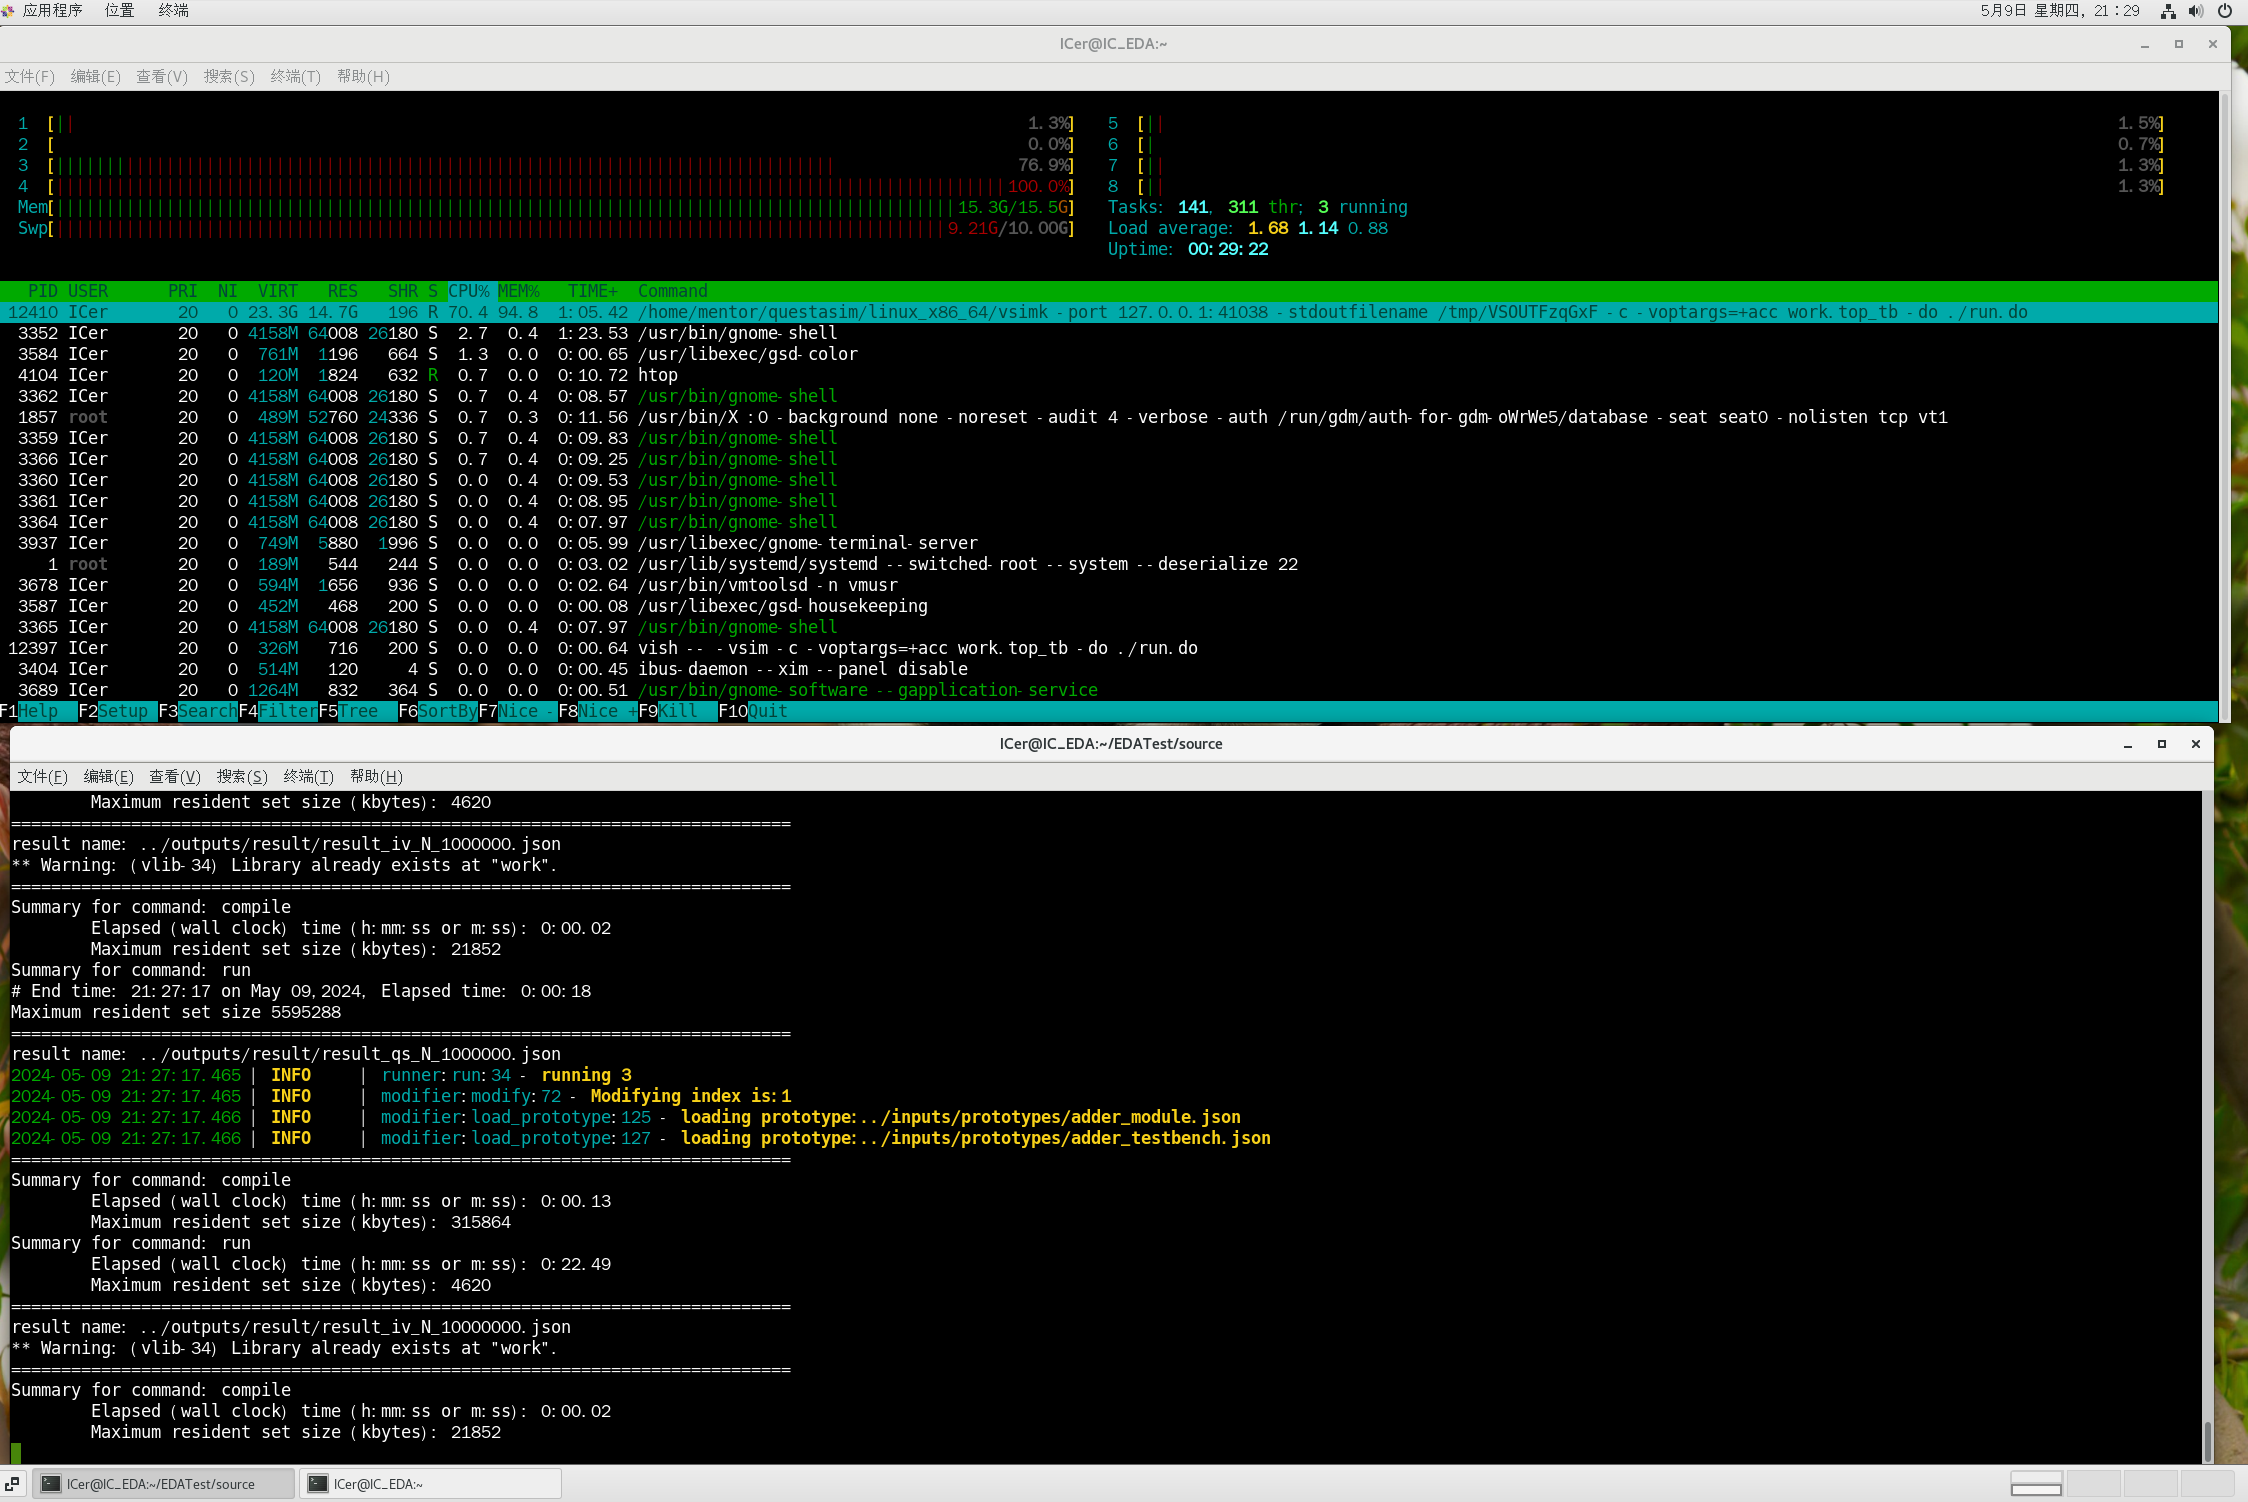 应用程序 位置 终端 5月9日 星期四, 21：29
ICer@IC_EDA:~
文件(F) 编辑(E) 查看(V) 搜索(S) 终端(T) 帮助(H)
1 [|| 1.3%] 5 [|| 1.5%]
2 [ 0.0%] 6 [| 0.7%]
3 [ 76.9%] 7 [|| 1.3%]
4 [ 100.0%] 8 [|| 1.3%]
Mem[ 15.3G/15.5G] Tasks: 141, 311 thr; 3 running
Swp[ 9.21G/10.00G] Load average: 1.68 1.14 0.88
Uptime: 00:29:22
PID USER PRI NI VIRT RES SHR S CPU% MEM% TIME+ Command
12410 ICer 20 0 23.3G 14.7G 196 R 70.4 94.8 1:05.42 /home/mentor/questasim/linux_x86_64/vsimk -port 127.0.0.1:41038 -stdoutfilename /tmp/VSOUTFzqGxF -c -voptargs=+acc work.top_tb -do ./run.do
3352 ICer 20 0 4158M 64008 26180 S 2.7 0.4 1:23.53 /usr/bin/gnome-shell
3584 ICer 20 0 761M 1196 664 S 1.3 0.0 0:00.65 /usr/libexec/gsd-color
4104 ICer 20 0 120M 1824 632 R 0.7 0.0 0:10.72 htop
3362 ICer 20 0 4158M 64008 26180 S 0.7 0.4 0:08.57 /usr/bin/gnome-shell
1857 root 20 0 489M 52760 24336 S 0.7 0.3 0:11.56 /usr/bin/X :0 -background none -noreset -audit 4 -verbose -auth /run/gdm/auth-for-gdm-oWrWe5/database -seat seat0 -nolisten tcp vt1
3359 ICer 20 0 4158M 64008 26180 S 0.7 0.4 0:09.83 /usr/bin/gnome-shell
3366 ICer 20 0 4158M 64008 26180 S 0.7 0.4 0:09.25 /usr/bin/gnome-shell
3360 ICer 20 0 4158M 64008 26180 S 0.0 0.4 0:09.53 /usr/bin/gnome-shell
3361 ICer 20 0 4158M 64008 26180 S 0.0 0.4 0:08.95 /usr/bin/gnome-shell
3364 ICer 20 0 4158M 64008 26180 S 0.0 0.4 0:07.97 /usr/bin/gnome-shell
3937 ICer 20 0 749M 5880 1996 S 0.0 0.0 0:05.99 /usr/libexec/gnome-terminal-server
1 root 20 0 189M 544 244 S 0.0 0.0 0:03.02 /usr/lib/systemd/systemd --switched-root --system --deserialize 22
3678 ICer 20 0 594M 1656 936 S 0.0 0.0 0:02.64 /usr/bin/vmtoolsd -n vmusr
3587 ICer 20 0 452M 468 200 S 0.0 0.0 0:00.08 /usr/libexec/gsd-housekeeping
3365 ICer 20 0 4158M 64008 26180 S 0.0 0.4 0:07.97 /usr/bin/gnome-shell
12397 ICer 20 0 326M 716 200 S 0.0 0.0 0:00.64 vish -- -vsim -c -voptargs=+acc work.top_tb -do ./run.do
3404 ICer 20 0 514M 120 4 S 0.0 0.0 0:00.45 ibus-daemon --xim --panel disable
3689 ICer 20 0 1264M 832 364 S 0.0 0.0 0:00.51 /usr/bin/gnome-software --gapplication-service
F1Help F2Setup F3SearchF4FilterF5Tree F6SortByF7Nice -F8Nice +F9Kill F10Quit
ICer@IC_EDA:~/EDATest/source
文件(F) 编辑(E) 查看(V) 搜索(S) 终端(T) 帮助(H)
Maximum resident set size (kbytes): 4620
==============================================================================
result name: ../outputs/result/result_iv_N_1000000.json
** Warning: (vlib-34) Library already exists at "work".
==============================================================================
Summary for command: compile
Elapsed (wall clock) time (h:mm:ss or m:ss): 0:00.02
Maximum resident set size (kbytes): 21852
Summary for command: run
# End time: 21:27:17 on May 09,2024, Elapsed time: 0:00:18
Maximum resident set size 5595288
==============================================================================
result name: ../outputs/result/result_qs_N_1000000.json
2024-05-09 21:27:17.465 | INFO | runner:run:34 - running 3
2024-05-09 21:27:17.465 | INFO | modifier:modify:72 - Modifying index is:1
2024-05-09 21:27:17.466 | INFO | modifier:load_prototype:125 - loading prototype:../inputs/prototypes/adder_module.json
2024-05-09 21:27:17.466 | INFO | modifier:load_prototype:127 - loading prototype:../inputs/prototypes/adder_testbench.json
==============================================================================
Summary for command: compile
Elapsed (wall clock) time (h:mm:ss or m:ss): 0:00.13
Maximum resident set size (kbytes): 315864
Summary for command: run
Elapsed (wall clock) time (h:mm:ss or m:ss): 0:22.49
Maximum resident set size (kbytes): 4620
==============================================================================
result name: ../outputs/result/result_iv_N_10000000.json
** Warning: (vlib-34) Library already exists at "work".
==============================================================================
Summary for command: compile
Elapsed (wall clock) time (h:mm:ss or m:ss): 0:00.02
Maximum resident set size (kbytes): 21852
ICer@IC_EDA:~/EDATest/source ICer@IC_EDA:~